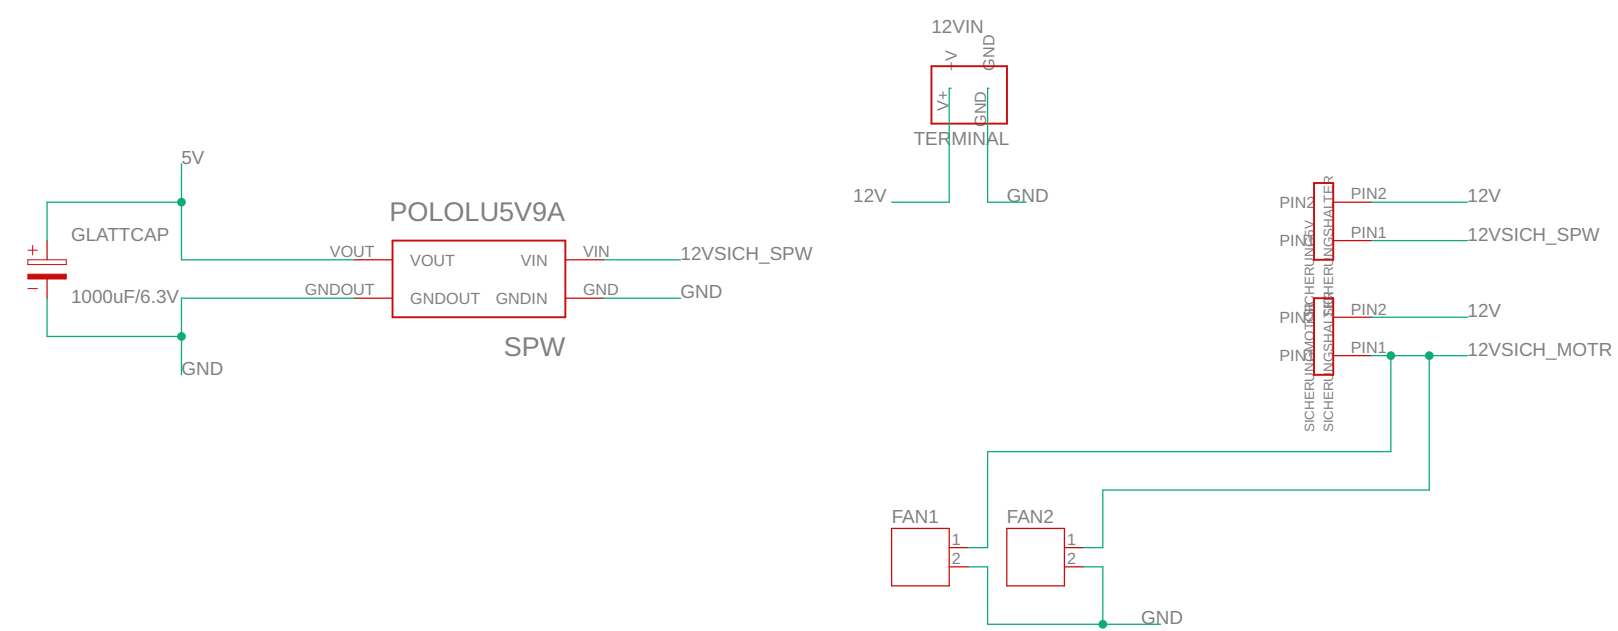 12VIN
+V
GND
V+
GND
TERMINAL
12V
GND
5V
GLATTCAP
+
−
1000uF/6.3V
GND
POLOLU5V9A
VOUT
VOUT
VIN
VIN
12VSICH_SPW
GNDOUT
GNDOUT
GNDIN
GND
GND
SPW
PIN2
PIN2
12V
PIN1
12VSICH_SPW
SICHERUNGSHALTER
PIN2
12V
PIN1
12VSICH_MOTR
SICHERUNGSHALTER
FAN1
1
2
FAN2
1
2
GND